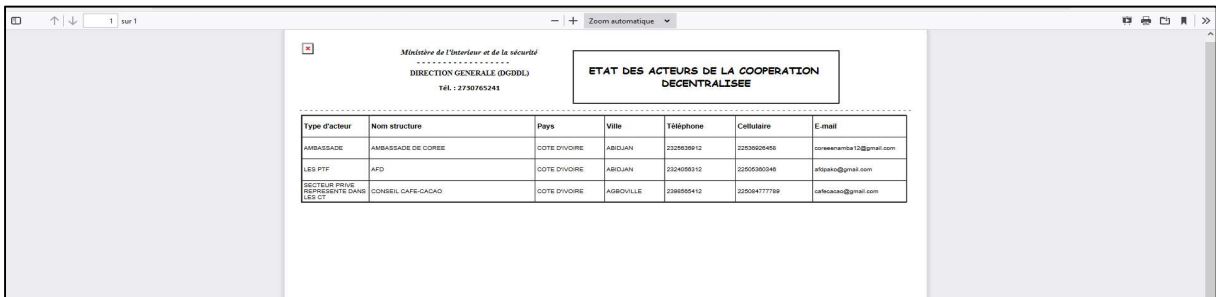 1 sur 1 Zoom automatique
Ministère de l'interieur et de la sécurité
DIRECTION GENERALE (DGDDL)
Tél. : 2730765241
ETAT DES ACTEURS DE LA COOPERATION
DECENTRALISEE
Type d'acteur Nom structure Pays Ville Téléphone Cellulaire E-mail
AMBASSADE AMBASSADE DE COREE COTE D'IVOIRE ABIDJAN 2325636912 22536926458 coreeenamba12@gmail.com
LES PTF AFD COTE D'IVOIRE ABIDJAN 2324056312 22505360346 afdpako@gmail.com
SECTEUR PRIVE
REPRESENTE DANS CONSEIL CAFE-CACAO COTE D'IVOIRE AGBOVILLE 2398565412 225084777789 cafecacao@gmail.com
LES CT